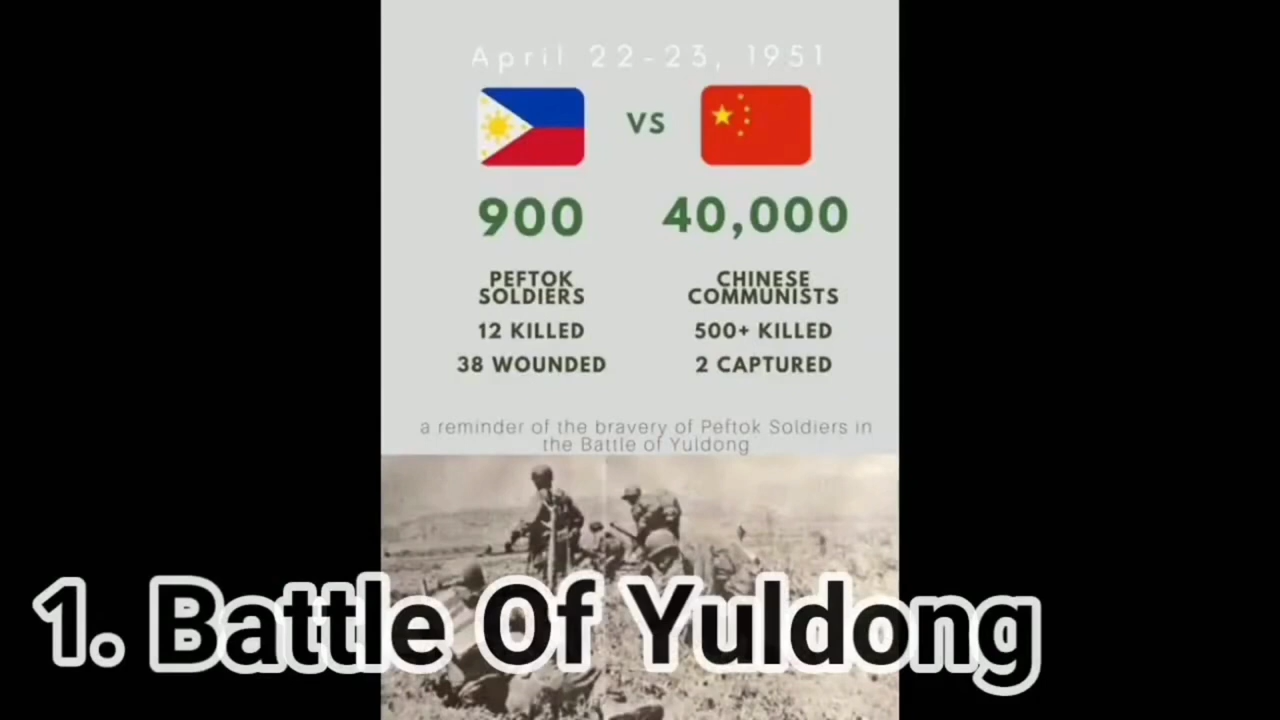 April 22-23, 1951
VS
900
40,000
PEFTOK
SOLDIERS
CHINESE
COMMUNISTS
12 KILLED
500+ KILLED
38 WOUNDED
2 CAPTURED
a reminder of the bravery of Peftok Soldiers in
the Battle of Yuldong
1. Battle Of Yuldong